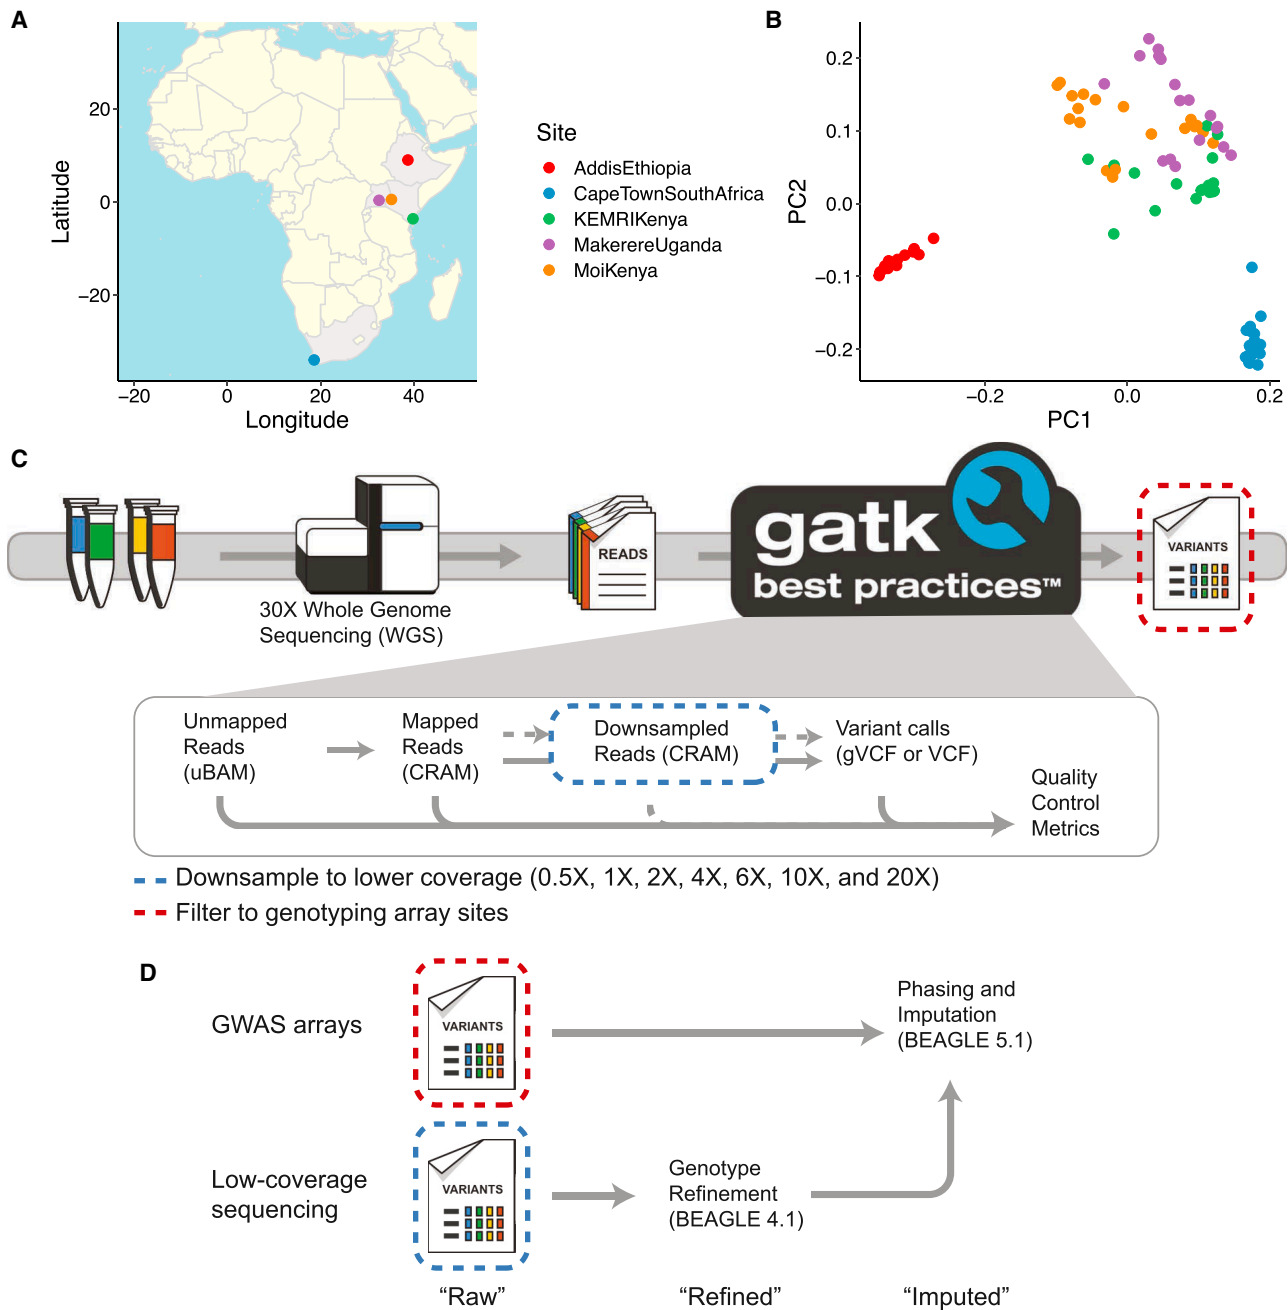 A
20
0
−20
Latitude
−20
0
20
40
Longitude
Site
AddisEthiopia
CapeTownSouthAfrica
KEMRIKenya
MakerereUganda
MoiKenya
B
0.2
0.1
0.0
−0.1
−0.2
PC2
−0.2
0.0
0.2
PC1
C
30X Whole Genome
Sequencing (WGS)
READS
gatk
best practices™
VARIANTS
Unmapped
Reads
(uBAM)
Mapped
Reads
(CRAM)
Downsampled
Reads (CRAM)
Variant calls
(gVCF or VCF)
Quality
Control
Metrics
Downsample to lower coverage (0.5X, 1X, 2X, 4X, 6X, 10X, and 20X)
Filter to genotyping array sites
D
GWAS arrays
VARIANTS
Phasing and
Imputation
(BEAGLE 5.1)
Low-coverage
sequencing
VARIANTS
Genotype
Refinement
(BEAGLE 4.1)
“Raw”
“Refined”
“Imputed”